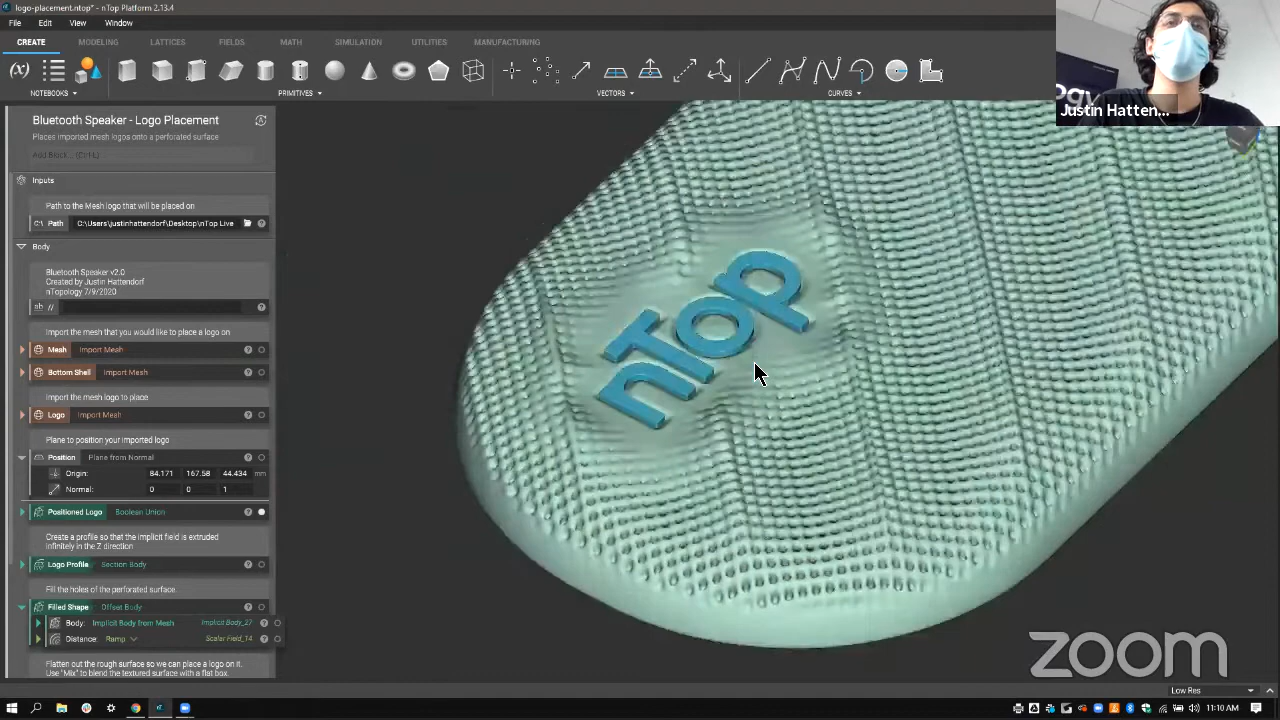 logo-placement.ntop* - nTop Platform 2.13.4
File Edit View Window
CREATE MODELING LATTICES FIELDS MATH SIMULATION UTILITIES MANUFACTURING
NOTEBOOKS PRIMITIVES VECTORS CURVES
Justin Hatten...
Bluetooth Speaker - Logo Placement
Places imported mesh logos onto a perforated surface
Add Block... (Ctrl+L)
Inputs
Path to the Mesh logo that will be placed on
C:\ Path C:\Users\justinhattendorf\Desktop\nTop Live
Body
Bluetooth Speaker v2.0
Created by Justin Hattendorf
nTopology 7/9/2020
ab //
Import the mesh that you would like to place a logo on
Mesh Import Mesh
Bottom Shell Import Mesh
Import the mesh logo to place
Logo Import Mesh
Plane to position your imported logo
Position Plane from Normal
Origin: 84.171 167.58 44.434 mm
Normal: 0 0 1
Positioned Logo Boolean Union
Create a profile so that the implicit field is extruded
infinitely in the Z direction
Logo Profile Section Body
Fill the holes of the perforated surface.
Filled Shape Offset Body
Body: Implicit Body from Mesh Implicit Body_27
Distance: Ramp Scalar Field_14
Flatten out the rough surface so we can place a logo on it.
Use "Mix" to blend the textured surface with a flat box.
nTop
zoom
Low Res
11:10 AM